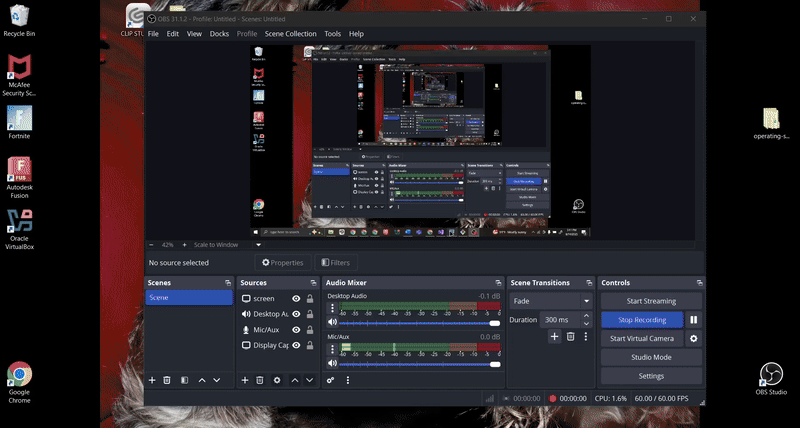 Recycle Bin
McAfee
Security Sc...
Fortnite
Autodesk
Fusion
Oracle
VirtualBox
Google
Chrome
CLIP STU
OBS 31.1.2 - Profile: Untitled - Scenes: Untitled
File Edit View Docks Profile Scene Collection Tools Help
42% Scale to Window
No source selected
Properties
Filters
Scenes
Scene
Sources
screen
Desktop Au
Mic/Aux
Display Cap
Audio Mixer
Desktop Audio -0.1 dB
-60 -55 -50 -45 -40 -35 -30 -25 -20 -15 -10 -5 0
Mic/Aux 0.0 dB
-60 -55 -50 -45 -40 -35 -30 -25 -20 -15 -10 -5 0
Scene Transitions
Fade
Duration 300 ms
Controls
Start Streaming
Stop Recording
Start Virtual Camera
Studio Mode
Settings
00:00:00 00:00:00 CPU: 1.6% 60.00 / 60.00 FPS
operating-s...
OBS Studio